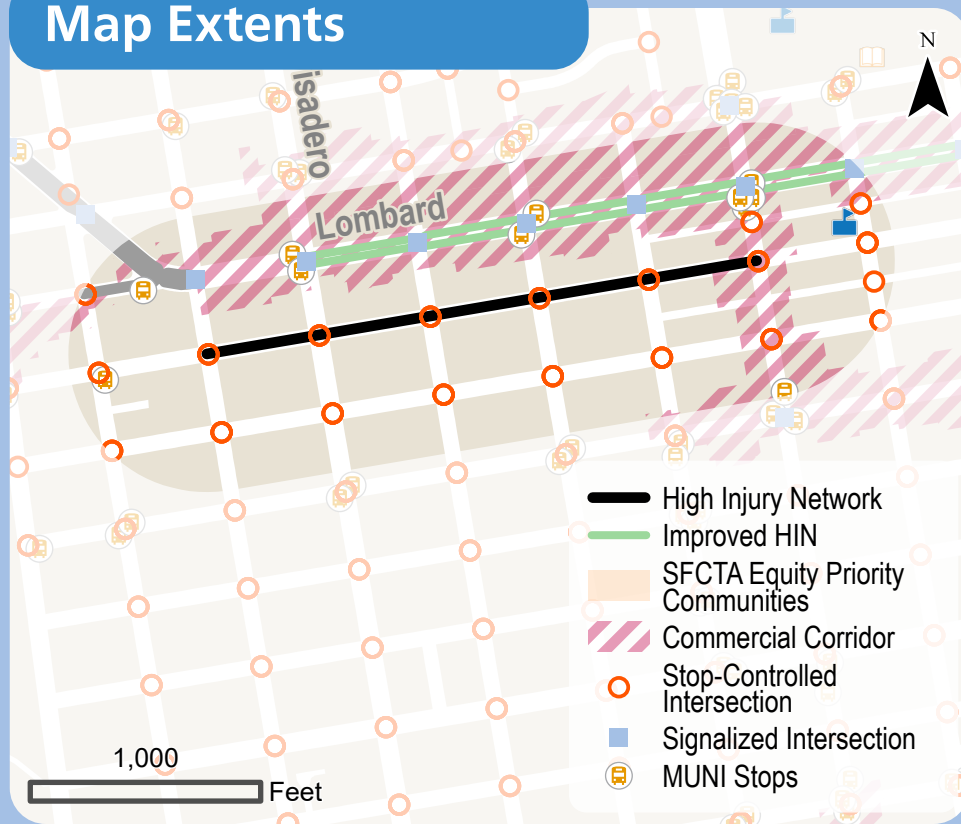 Map Extents
N
isadero
Lombard
High Injury Network
Improved HIN
SFCTA Equity Priority
Communities
Commercial Corridor
Stop-Controlled
Intersection
Signalized Intersection
MUNI Stops
1,000
Feet